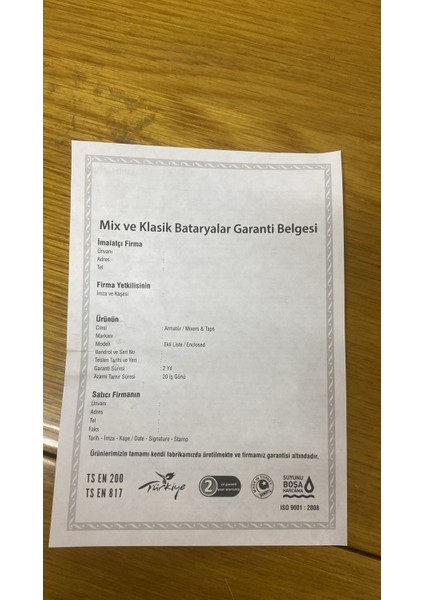 Mix ve Klasik Bataryalar Garanti Belgesi
İmalatçı Firma
Ünvanı :
Adres :
Tel :
Firma Yetkilisinin
İmza ve Kaşesi
Ürünün
Cinsi : Armatür / Mixers & Taps
Markası :
Modeli : Ekli Liste / Enclosed
Bandrol ve Seri No :
Teslim Tarihi ve Yeri :
Garanti Süresi : 2 Yıl
Azami Tamir Süresi : 20 İş Günü
Satıcı Firmanın
Ünvanı :
Adres :
Tel :
Faks :
Tarih - İmza - Kaşe / Date - Signature - Stamp
Ürünlerimizin tamamı kendi fabrikamızda üretilmekte ve firmamız garantisi altındadır.
TS EN 200
TS EN 817
Türkiye
2
SUYUNU
BOŞA
HARCAMA
ISO 9001 : 2008